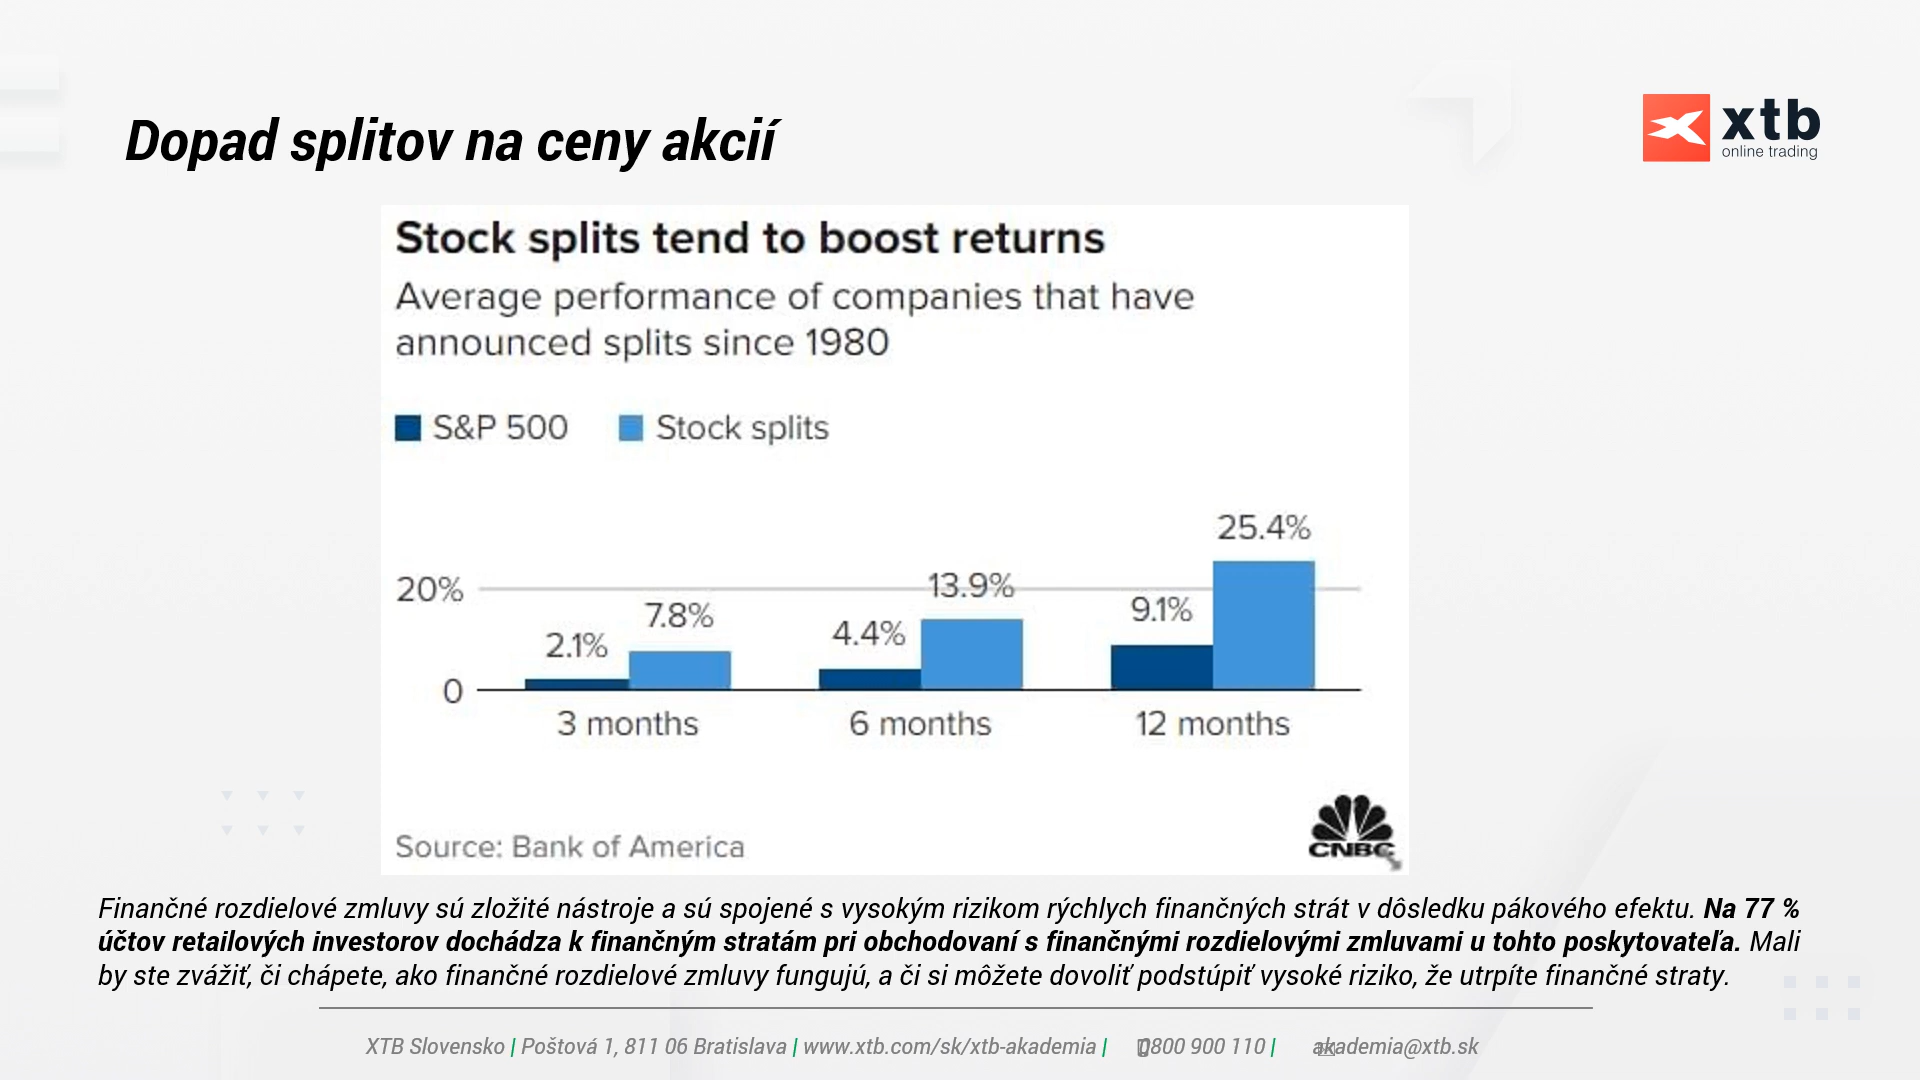 Dopad splitov na ceny akcií
xtb
online trading
Stock splits tend to boost returns
Average performance of companies that have
announced splits since 1980
S&P 500 Stock splits
25.4%
20% 13.9%
7.8% 9.1%
2.1% 4.4%
0
3 months 6 months 12 months
Source: Bank of America
CNBC
Finančné rozdielové zmluvy sú zložité nástroje a sú spojené s vysokým rizikom rýchlych finančných strát v dôsledku pákového efektu. Na 77 %
účtov retailových investorov dochádza k finančným stratám pri obchodovaní s finančnými rozdielovými zmluvami u tohto poskytovateľa. Mali
by ste zvážiť, či chápete, ako finančné rozdielové zmluvy fungujú, a či si môžete dovoliť podstúpiť vysoké riziko, že utrpíte finančné straty.
XTB Slovensko | Poštová 1, 811 06 Bratislava | www.xtb.com/sk/xtb-akademia | 0800 900 110 | akademia@xtb.sk